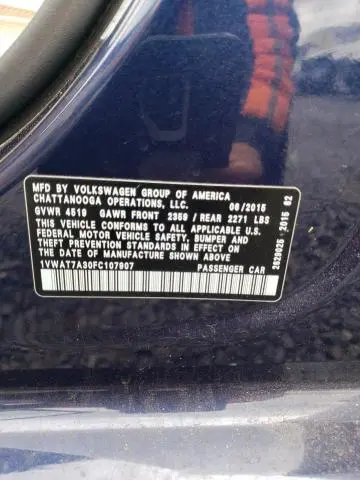 MFD BY VOLKSWAGEN GROUP OF AMERICA
CHATTANOOGA OPERATIONS, LLC. 06/2015
GVWR 4519 GAWR FRONT 2359 / REAR 2271 LBS
THIS VEHICLE CONFORMS TO ALL APPLICABLE U.S.
FEDERAL MOTOR VEHICLE SAFETY, BUMPER AND
THEFT PREVENTION STANDARDS IN EFFECT ON
THE DATE OF MANUFACTURE SHOWN ABOVE
1VWAT7A30FC107907 PASSENGER CAR
2629025 2015 02